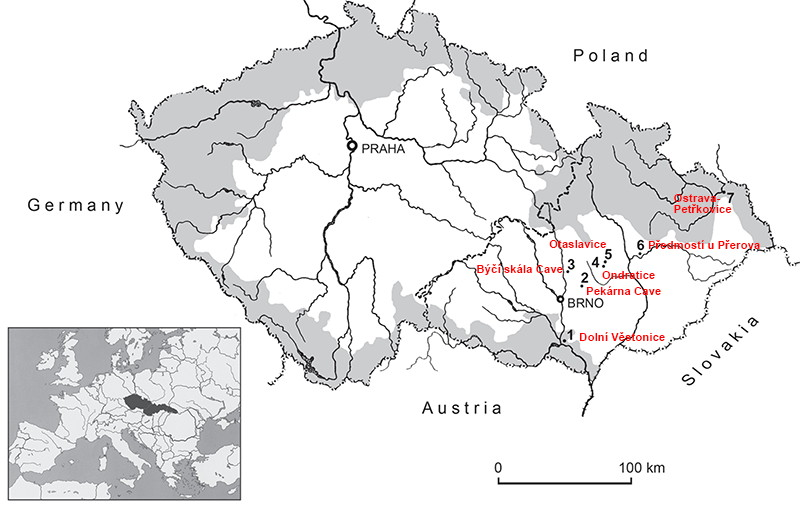 Poland
PRAHA
Germany
Ostrava-
Petřkovice
7
Otaslavice
6
Předmostí u Přerova
5
4
Býčí skála Cave
3
Ondratice
2
Pekárna Cave
BRNO
1
Dolní Věstonice
Slovakia
Austria
0
100 km